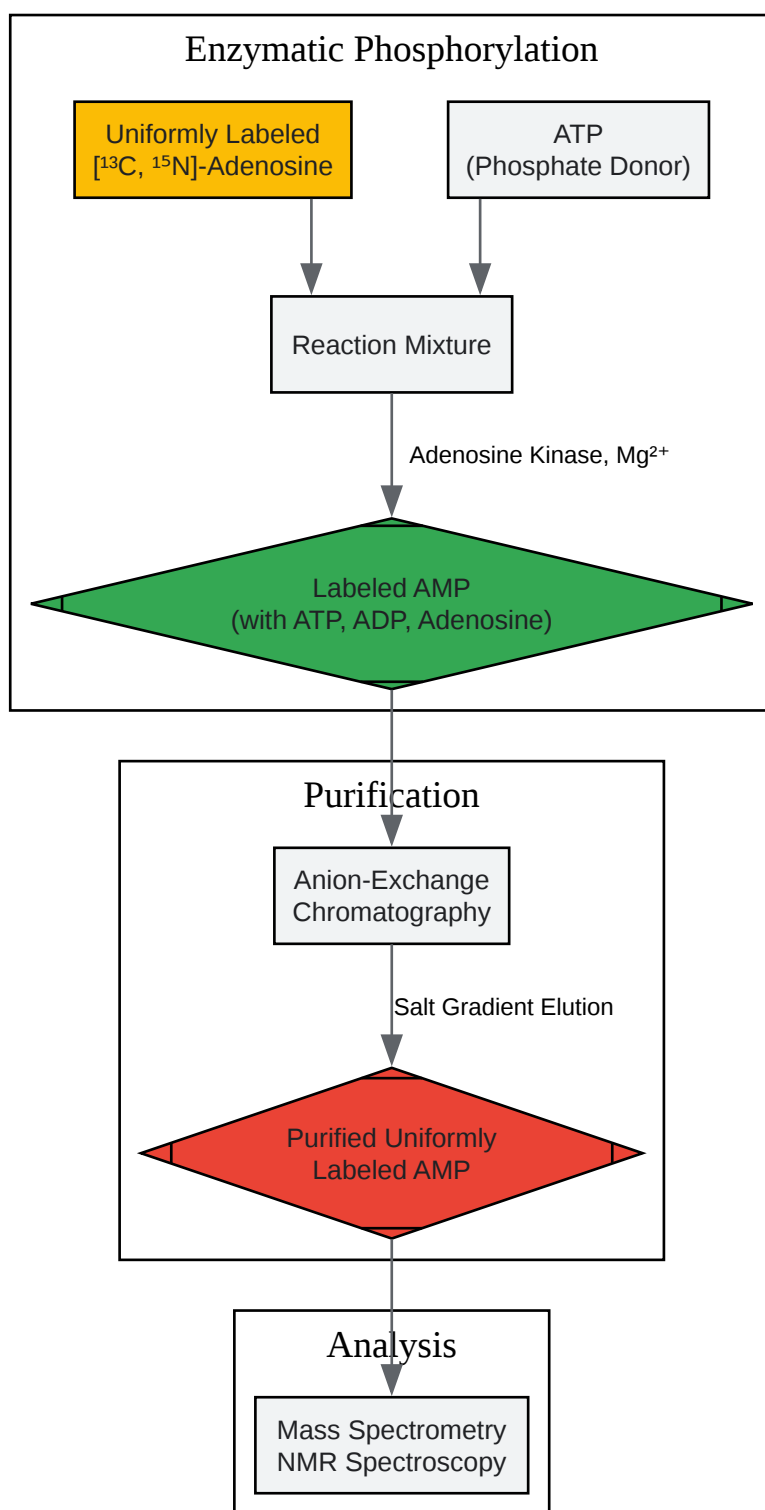 Enzymatic Phosphorylation
Uniformly Labeled
[¹³C, ¹⁵N]-Adenosine
ATP
(Phosphate Donor)
Reaction Mixture
Adenosine Kinase, Mg²⁺
Labeled AMP
(with ATP, ADP, Adenosine)
Purification
Anion-Exchange
Chromatography
Salt Gradient Elution
Purified Uniformly
Labeled AMP
Analysis
Mass Spectrometry
NMR Spectroscopy